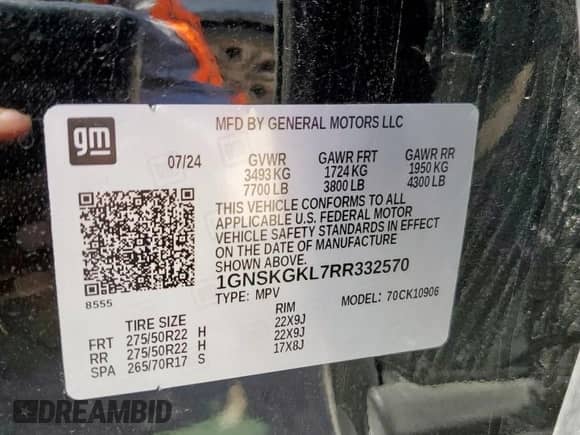 gm
MFD BY GENERAL MOTORS LLC
07/24 GVWR GAWR FRT GAWR RR
3493 KG 1724 KG 1950 KG
7700 LB 3800 LB 4300 LB
THIS VEHICLE CONFORMS TO ALL
APPLICABLE U.S. FEDERAL MOTOR
VEHICLE SAFETY STANDARDS IN EFFECT
ON THE DATE OF MANUFACTURE
SHOWN ABOVE.
8555
1GNSKGKL7RR332570
TYPE: MPV MODEL: 70CK10906
TIRE SIZE RIM
FRT 275/50R22 H 22X9J
RR 275/50R22 H 22X9J
SPA 265/70R17 S 17X8J
DREAMBID